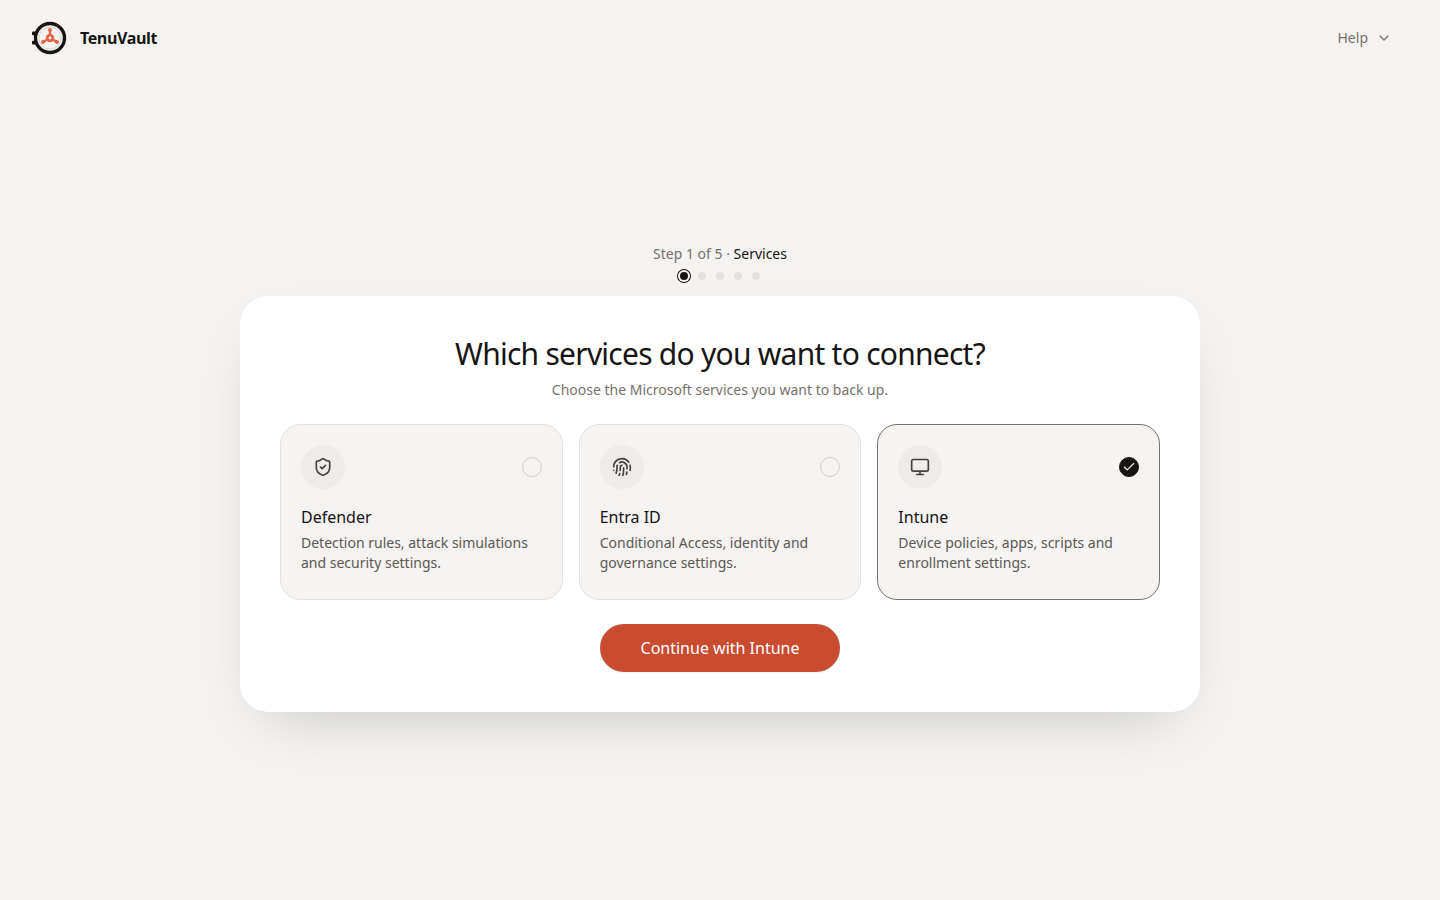 TenuVault
Help
Step 1 of 5 · Services
Which services do you want to connect?
Choose the Microsoft services you want to back up.
Defender
Detection rules, attack simulations
and security settings.
Entra ID
Conditional Access, identity and
governance settings.
Intune
Device policies, apps, scripts and
enrollment settings.
Continue with Intune